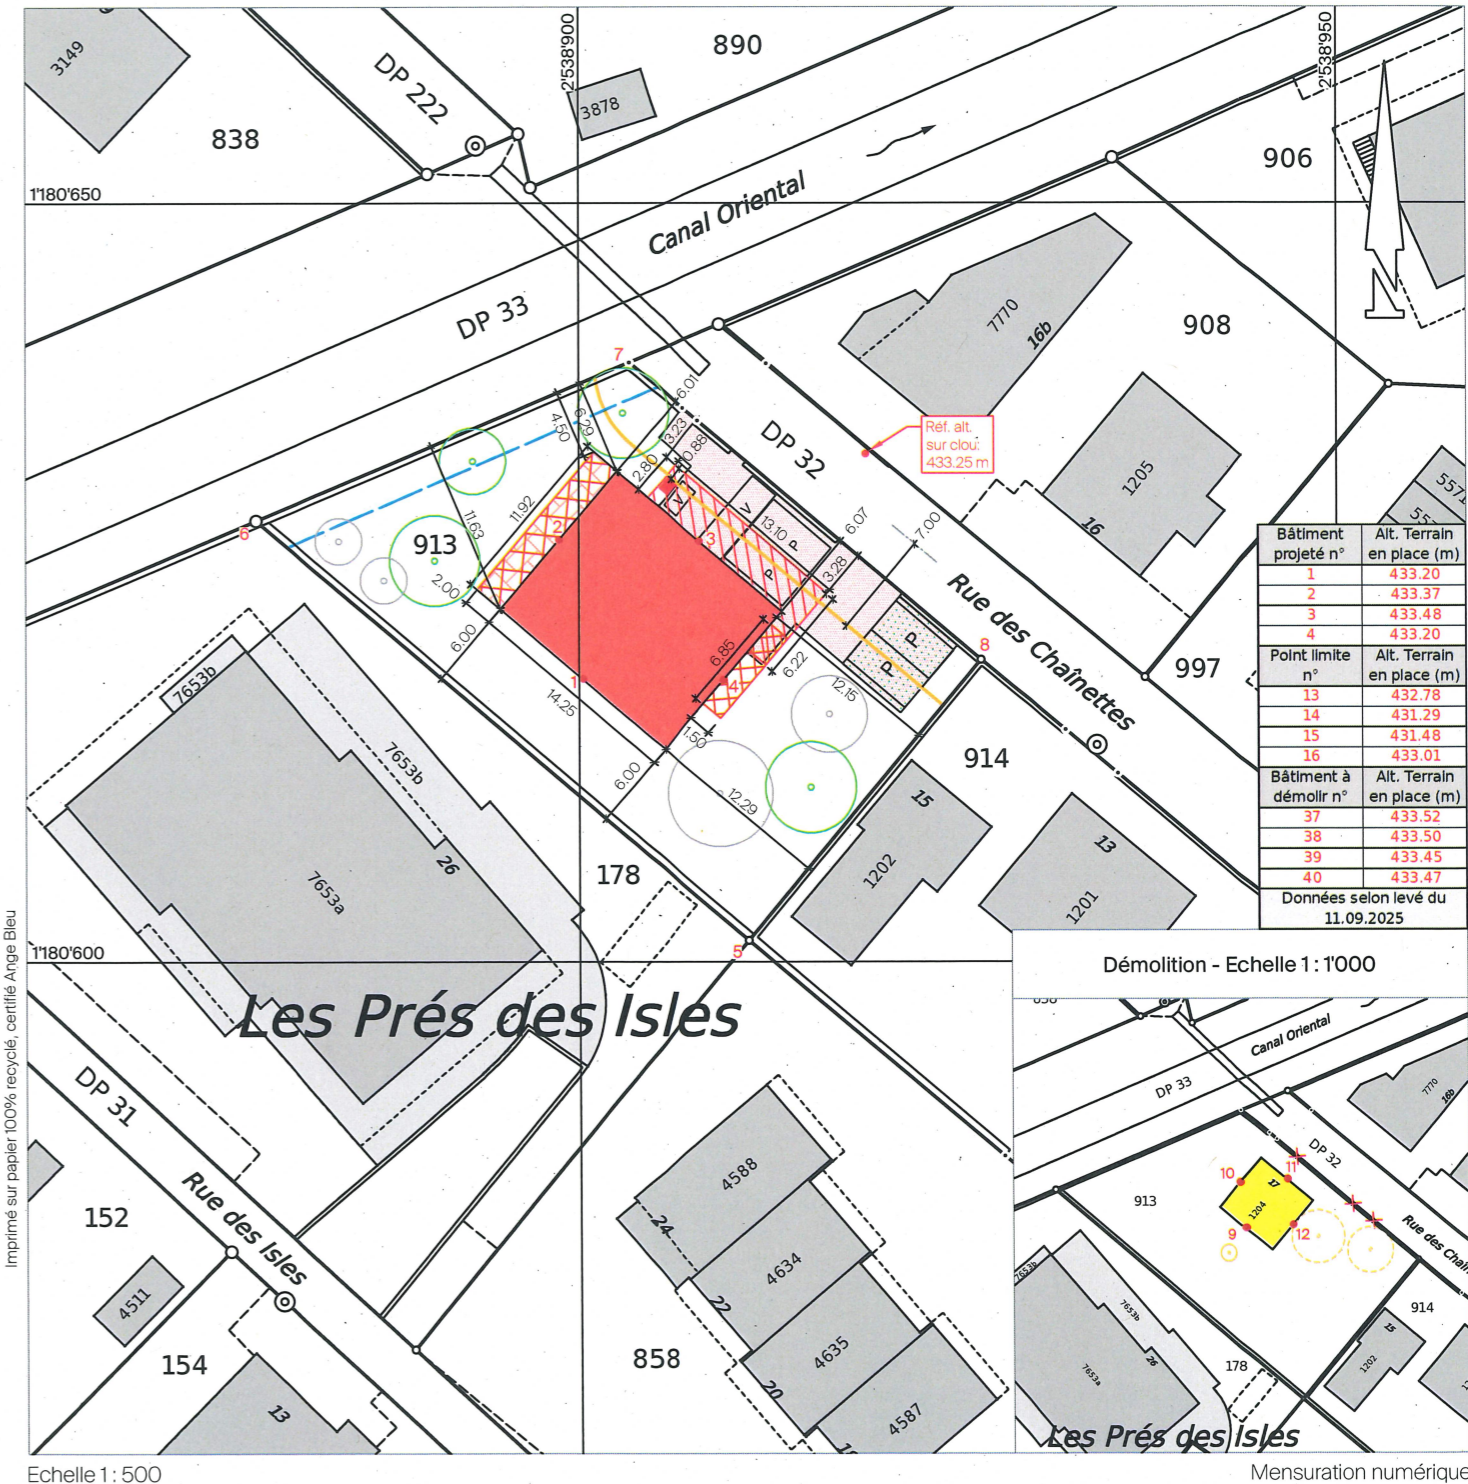 2'538'900
2'538'950
3149
DP 222
890
3878
838
906
1'180'650
Canal Oriental
DP 33
7770
16b
908
7
6.01
4.50
6.29
3.23
0.88
2.80
DP 32
Réf. alt.
sur clou:
433.25 m
1205
16
557
55
6
913
11.63
11.92
2
V
V
13.10
P
3
P
6.07
7.00
3.28
2.00
6.00
Rue des Chaînettes
8
997
P
P
6.85
6.22
12.15
1
4
14.25
1.50
6.00
12.29
7653b
7653b
26
7653a
914
15
1202
13
1201
178
5
1'180'600
Les Prés des Isles
Bâtiment
projeté n°
Alt. Terrain
en place (m)
1 433.20
2 433.37
3 433.48
4 433.20
Point limite
n°
Alt. Terrain
en place (m)
13 432.78
14 431.29
15 431.48
16 433.01
Bâtiment à
démolir n°
Alt. Terrain
en place (m)
37 433.52
38 433.50
39 433.45
40 433.47
Données selon levé du
11.09.2025
Démolition - Echelle 1 : 1'000
Canal Oriental
DP 33
7770
16b
DP 32
10
11
17
1204
9
12
913
Rue des Chaîn
7653b
7653b
26
7653a
914
15
1202
178
Les Prés des Isles
DP 31
Rue des Isles
152
4511
154
13
4588
24
4634
22
4635
20
4587
858
N
Imprimé sur papier 100% recyclé, certifié Ange Bleu
Echelle 1 : 500
Mensuration numérique